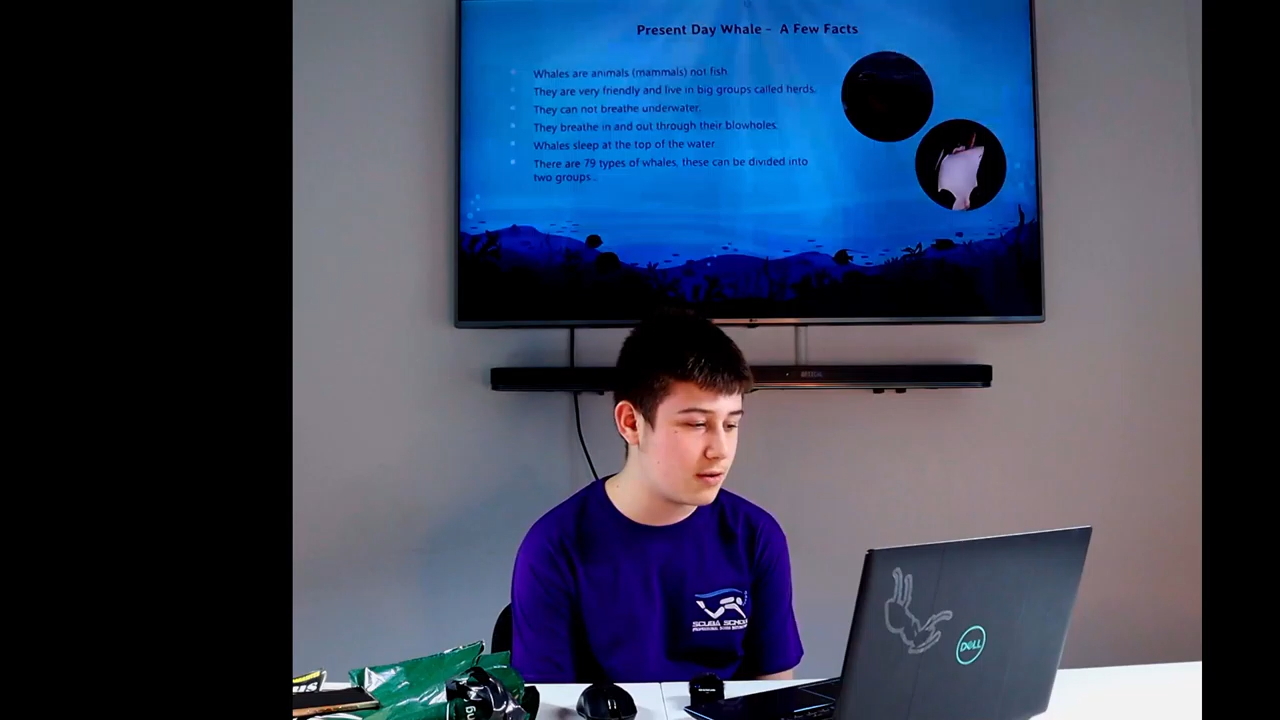 Present Day Whale - A Few Facts
Whales are animals (mammals) not fish.
They are very friendly and live in big groups called herds.
They can not breathe underwater.
They breathe in and out through their blowholes.
Whales sleep at the top of the water.
There are 79 types of whales, these can be divided into
two groups...
SCUBA SCHOO
DELL
US
ng